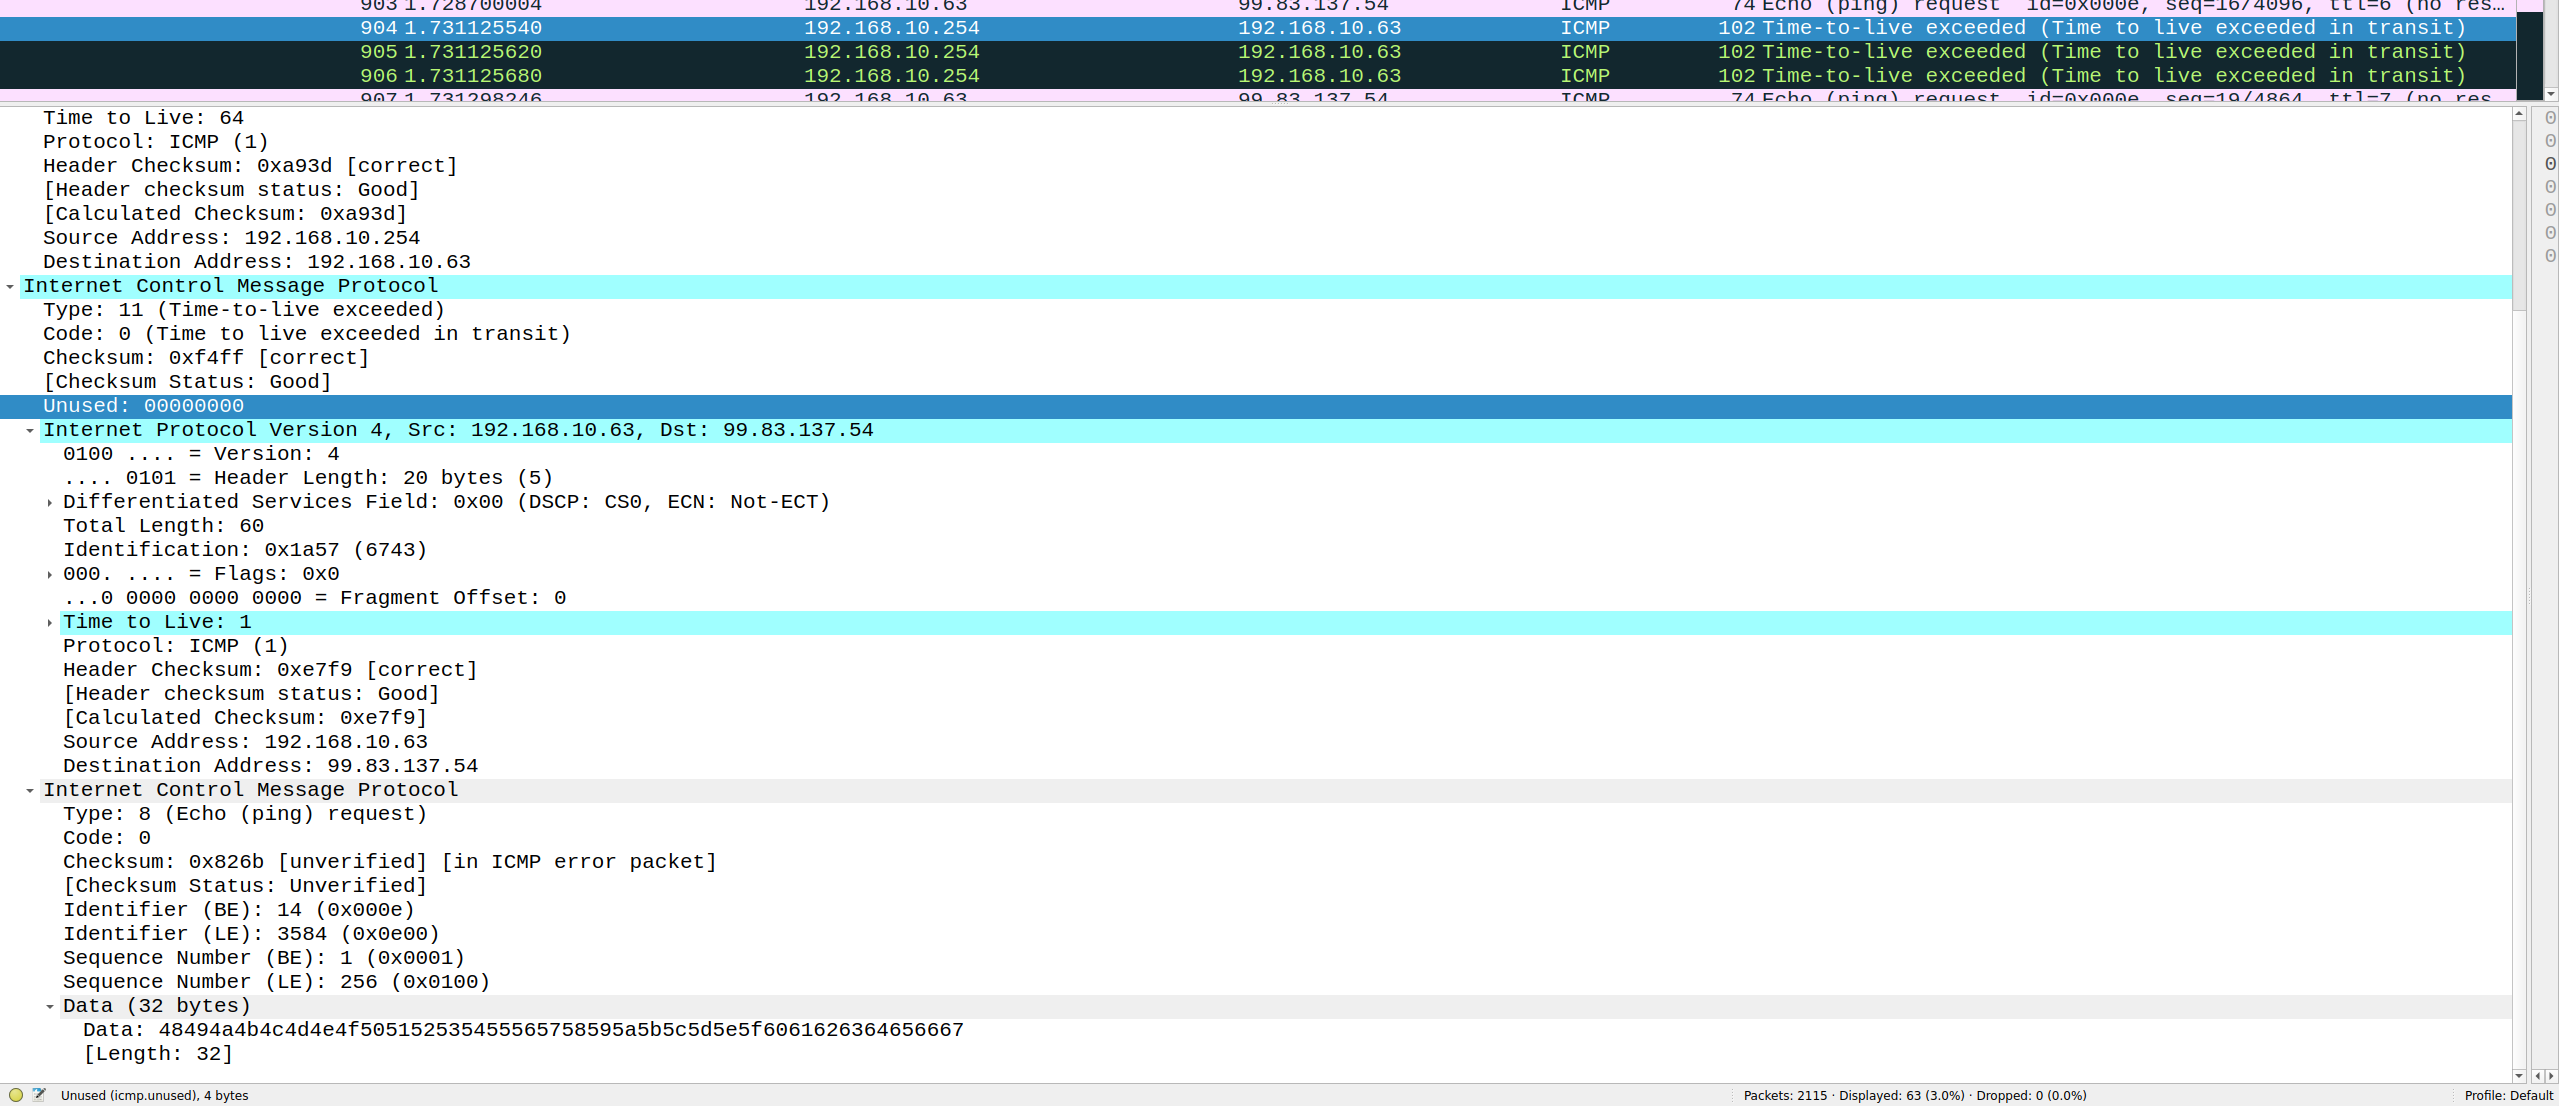 903 1.728700004 192.168.10.63 99.83.137.54 ICMP 74 Echo (ping) request id=0x000e, seq=16/4096, ttl=6 (no res…
904 1.731125540 192.168.10.254 192.168.10.63 ICMP 102 Time-to-live exceeded (Time to live exceeded in transit)
905 1.731125620 192.168.10.254 192.168.10.63 ICMP 102 Time-to-live exceeded (Time to live exceeded in transit)
906 1.731125680 192.168.10.254 192.168.10.63 ICMP 102 Time-to-live exceeded (Time to live exceeded in transit)
907 1.731298246 192.168.10.63 99.83.137.54 ICMP 74 Echo (ping) request id=0x000e, seq=19/4864, ttl=7 (no res
Time to Live: 64
0
Protocol: ICMP (1)
0
Header Checksum: 0xa93d [correct]
0
[Header checksum status: Good]
0
[Calculated Checksum: 0xa93d]
0
Source Address: 192.168.10.254
0
Destination Address: 192.168.10.63
0
Internet Control Message Protocol
Type: 11 (Time-to-live exceeded)
Code: 0 (Time to live exceeded in transit)
Checksum: 0xf4ff [correct]
[Checksum Status: Good]
Unused: 00000000
Internet Protocol Version 4, Src: 192.168.10.63, Dst: 99.83.137.54
0100 .... = Version: 4
.... 0101 = Header Length: 20 bytes (5)
Differentiated Services Field: 0x00 (DSCP: CS0, ECN: Not-ECT)
Total Length: 60
Identification: 0x1a57 (6743)
000. .... = Flags: 0x0
...0 0000 0000 0000 = Fragment Offset: 0
Time to Live: 1
Protocol: ICMP (1)
Header Checksum: 0xe7f9 [correct]
[Header checksum status: Good]
[Calculated Checksum: 0xe7f9]
Source Address: 192.168.10.63
Destination Address: 99.83.137.54
Internet Control Message Protocol
Type: 8 (Echo (ping) request)
Code: 0
Checksum: 0x826b [unverified] [in ICMP error packet]
[Checksum Status: Unverified]
Identifier (BE): 14 (0x000e)
Identifier (LE): 3584 (0x0e00)
Sequence Number (BE): 1 (0x0001)
Sequence Number (LE): 256 (0x0100)
Data (32 bytes)
Data: 48494a4b4c4d4e4f505152535455565758595a5b5c5d5e5f6061626364656667
[Length: 32]
Unused (icmp.unused), 4 bytes
Packets: 2115 · Displayed: 63 (3.0%) · Dropped: 0 (0.0%)
Profile: Default